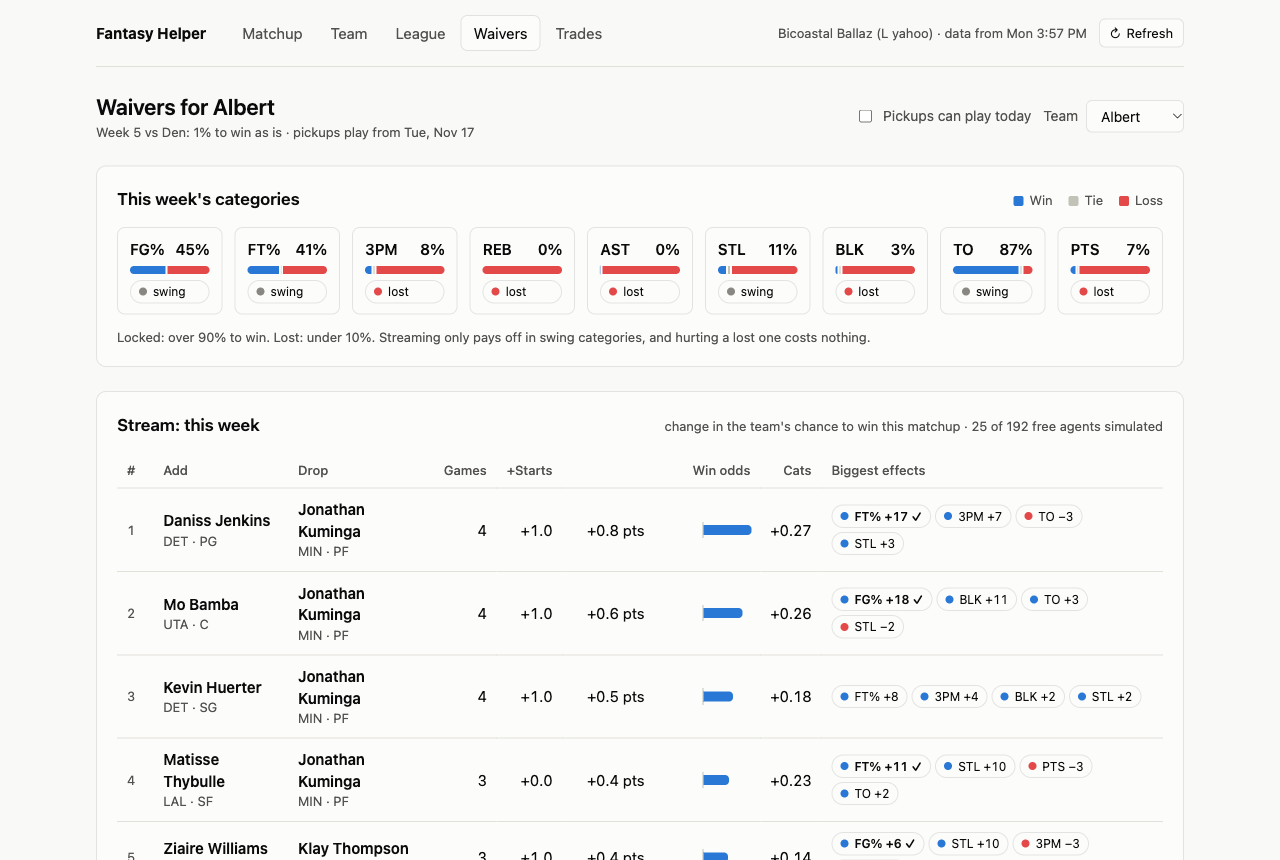 Fantasy Helper Matchup Team League Waivers Trades Bicoastal Ballaz (L yahoo) · data from Mon 3:57 PM Refresh
Waivers for Albert
Week 5 vs Den: 1% to win as is · pickups play from Tue, Nov 17
Pickups can play today Team Albert
This week's categories Win Tie Loss
FG% 45% FT% 41% 3PM 8% REB 0% AST 0% STL 11% BLK 3% TO 87% PTS 7%
swing swing lost lost lost swing lost swing lost
Locked: over 90% to win. Lost: under 10%. Streaming only pays off in swing categories, and hurting a lost one costs nothing.
Stream: this week change in the team's chance to win this matchup · 25 of 192 free agents simulated
# Add Drop Games +Starts Win odds Cats Biggest effects
1 Daniss Jenkins
DET · PG
Jonathan
Kuminga
MIN · PF
4 +1.0 +0.8 pts +0.27
FT% +17 ✓ 3PM +7 TO −3
STL +3
2 Mo Bamba
UTA · C
Jonathan
Kuminga
MIN · PF
4 +1.0 +0.6 pts +0.26
FG% +18 ✓ BLK +11 TO +3
STL −2
3 Kevin Huerter
DET · SG
Jonathan
Kuminga
MIN · PF
4 +1.0 +0.5 pts +0.18
FT% +8 3PM +4 BLK +2 STL +2
4 Matisse
Thybulle
LAL · SF
Jonathan
Kuminga
MIN · PF
3 +0.0 +0.4 pts +0.23
FT% +11 ✓ STL +10 PTS −3
TO +2
5 Ziaire Williams Klay Thompson 3 +1.0 +0.4 pts +0.14
FG% +6 ✓ STL +10 3PM −3